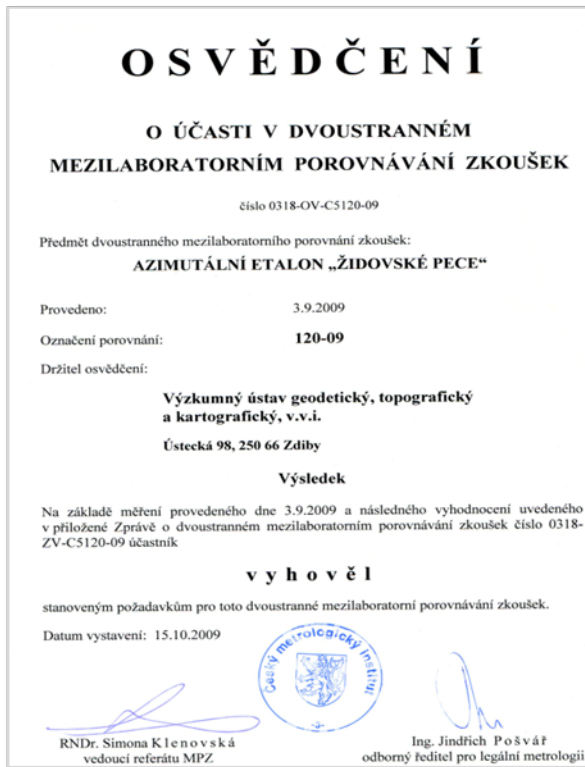 OSVĚDČENÍ
O ÚČASTI V DVOUSTRANNÉM
MEZILABORATORNÍM POROVNÁVÁNÍ ZKOUŠEK
číslo 0318-OV-C5120-09
Předmět dvoustranného mezilaboratorního porovnání zkoušek:
AZIMUTÁLNÍ ETALON „ŽIDOVSKÉ PECE“
Provedeno: 3.9.2009
Označení porovnání: 120-09
Držitel osvědčení:
Výzkumný ústav geodetický, topografický
a kartografický, v.v.i.
Ústecká 98, 250 66 Zdiby
Výsledek
Na základě měření provedeného dne 3.9.2009 a následného vyhodnocení uvedeného
v přiložené Zprávě o dvoustranném mezilaboratorním porovnávání zkoušek číslo 0318-
ZV-C5120-09 účastník
vyhověl
stanoveným požadavkům pro toto dvoustranné mezilaboratorní porovnávání zkoušek.
Datum vystavení: 15.10.2009
Český metrologický institut
RNDr. Simona Klenovská
vedoucí referátu MPZ
Ing. Jindřich Pošvář
odborný ředitel pro legální metrologii